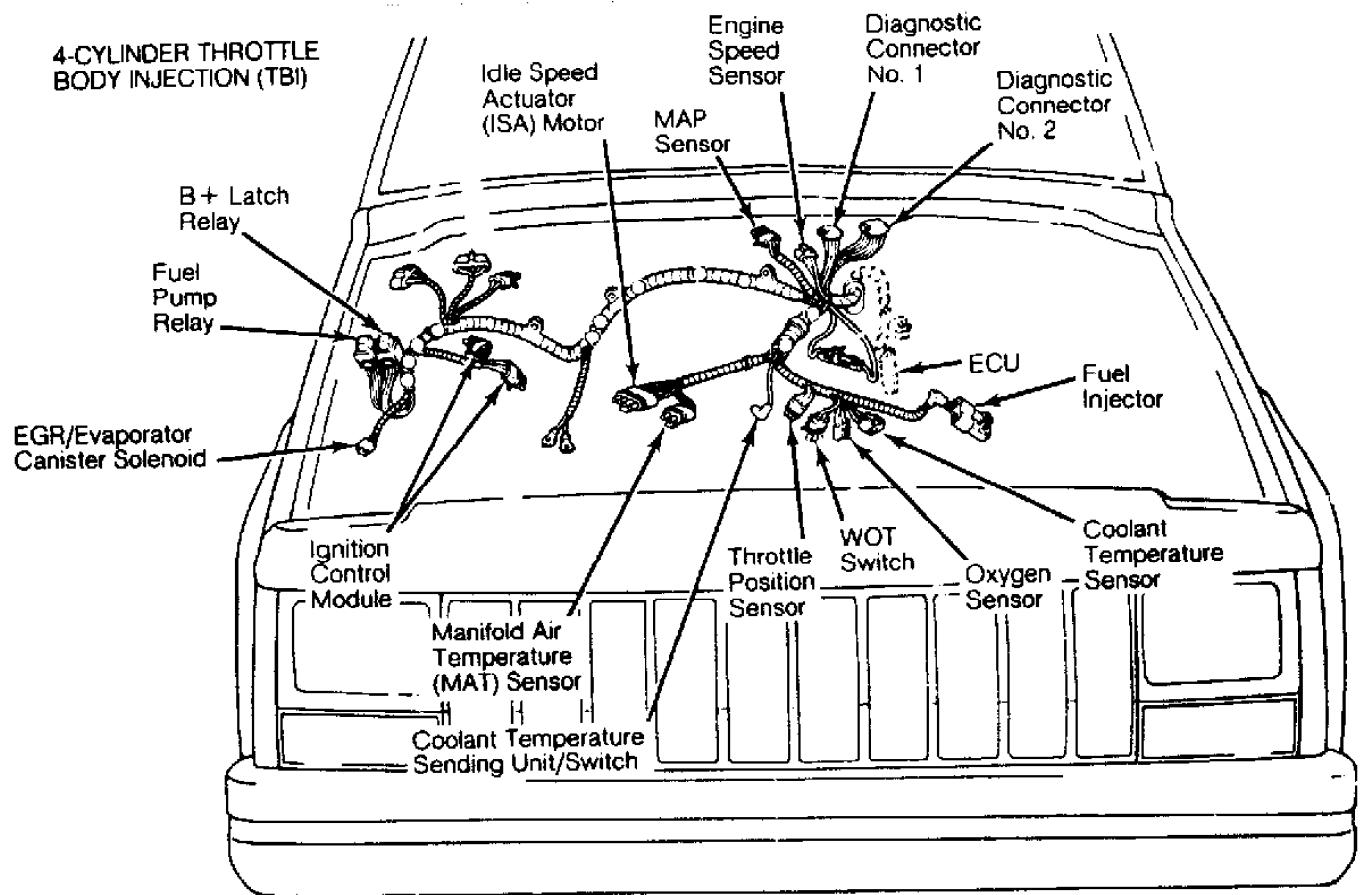 4-CYLINDER THROTTLE
BODY INJECTION (TBI)
Idle Speed
Actuator
(ISA) Motor
MAP
Sensor
Engine
Speed
Sensor
Diagnostic
Connector
No. 1
Diagnostic
Connector
No. 2
B+ Latch
Relay
Fuel
Pump
Relay
EGR/Evaporator
Canister Solenoid
ECU
Fuel
Injector
Ignition
Control
Module
Manifold Air
Temperature
(MAT) Sensor
Coolant Temperature
Sending Unit/Switch
Throttle
Position
Sensor
WOT
Switch
Oxygen
Sensor
Coolant
Temperature
Sensor